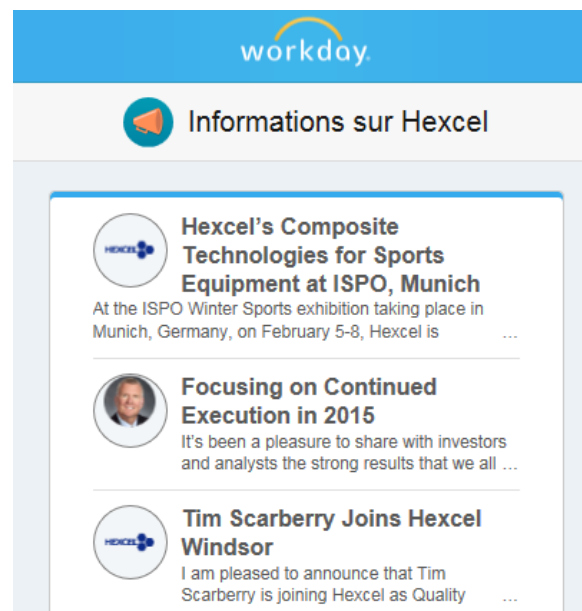 workday.
Informations sur Hexcel
HEXCEL
Hexcel's Composite
Technologies for Sports
Equipment at ISPO, Munich
At the ISPO Winter Sports exhibition taking place in
Munich, Germany, on February 5-8, Hexcel is ...
Focusing on Continued
Execution in 2015
It's been a pleasure to share with investors
and analysts the strong results that we all ...
HEXCEL
Tim Scarberry Joins Hexcel
Windsor
I am pleased to announce that Tim
Scarberry is joining Hexcel as Quality ...